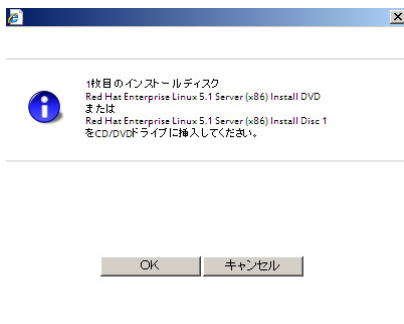 1枚目のインストールディスク
Red Hat Enterprise Linux 5.1 Server (x86) Install DVD
または
Red Hat Enterprise Linux 5.1 Server (x86) Install Disc 1
をCD/DVDドライブに挿入してください。
OK
キャンセル